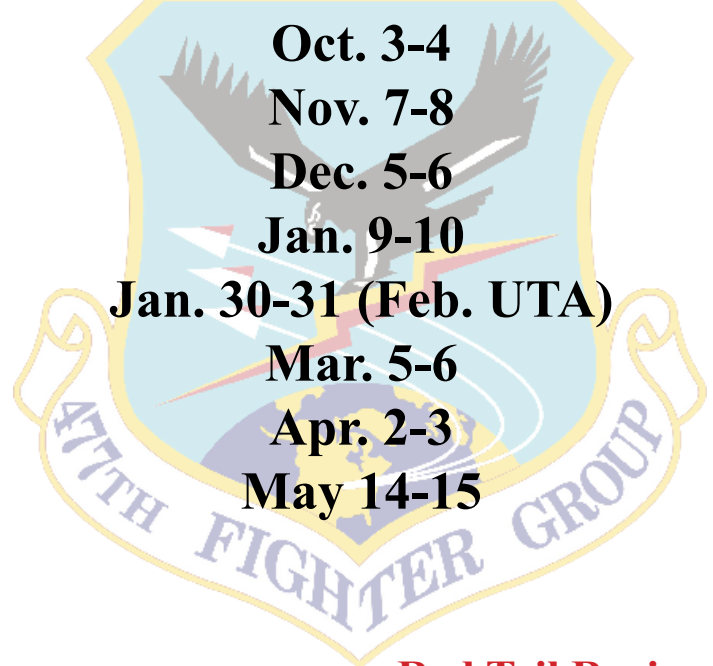 Oct. 3-4
Nov. 7-8
Dec. 5-6
Jan. 9-10
Jan. 30-31 (Feb. UTA)
Mar. 5-6
Apr. 2-3
May 14-15
477TH FIGHTER GROUP